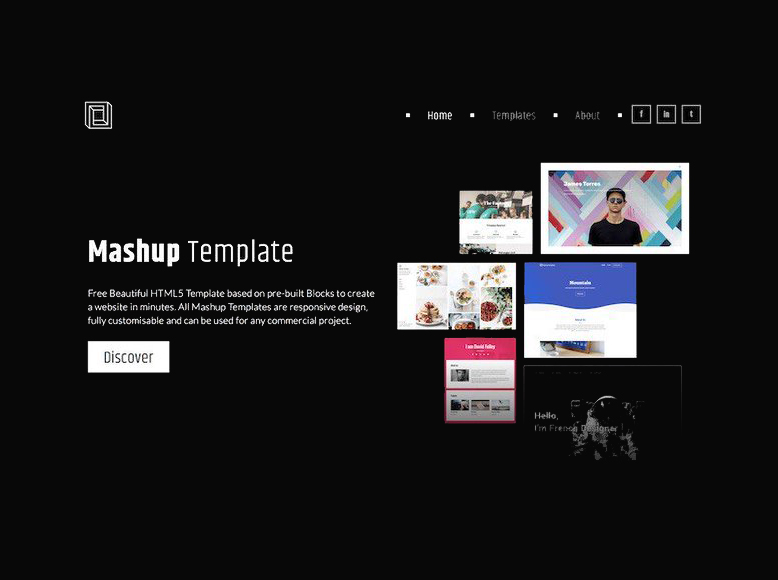 Home
Templates
About
f
in
t
James Torres
Mashup Template
Mountain
Free Beautiful HTML5 Template based on pre-built Blocks to create
a website in minutes. All Mashup Templates are responsive design,
fully customisable and can be used for any commercial project.
Discover
I am David Folley
Hello,
I'm French Designer